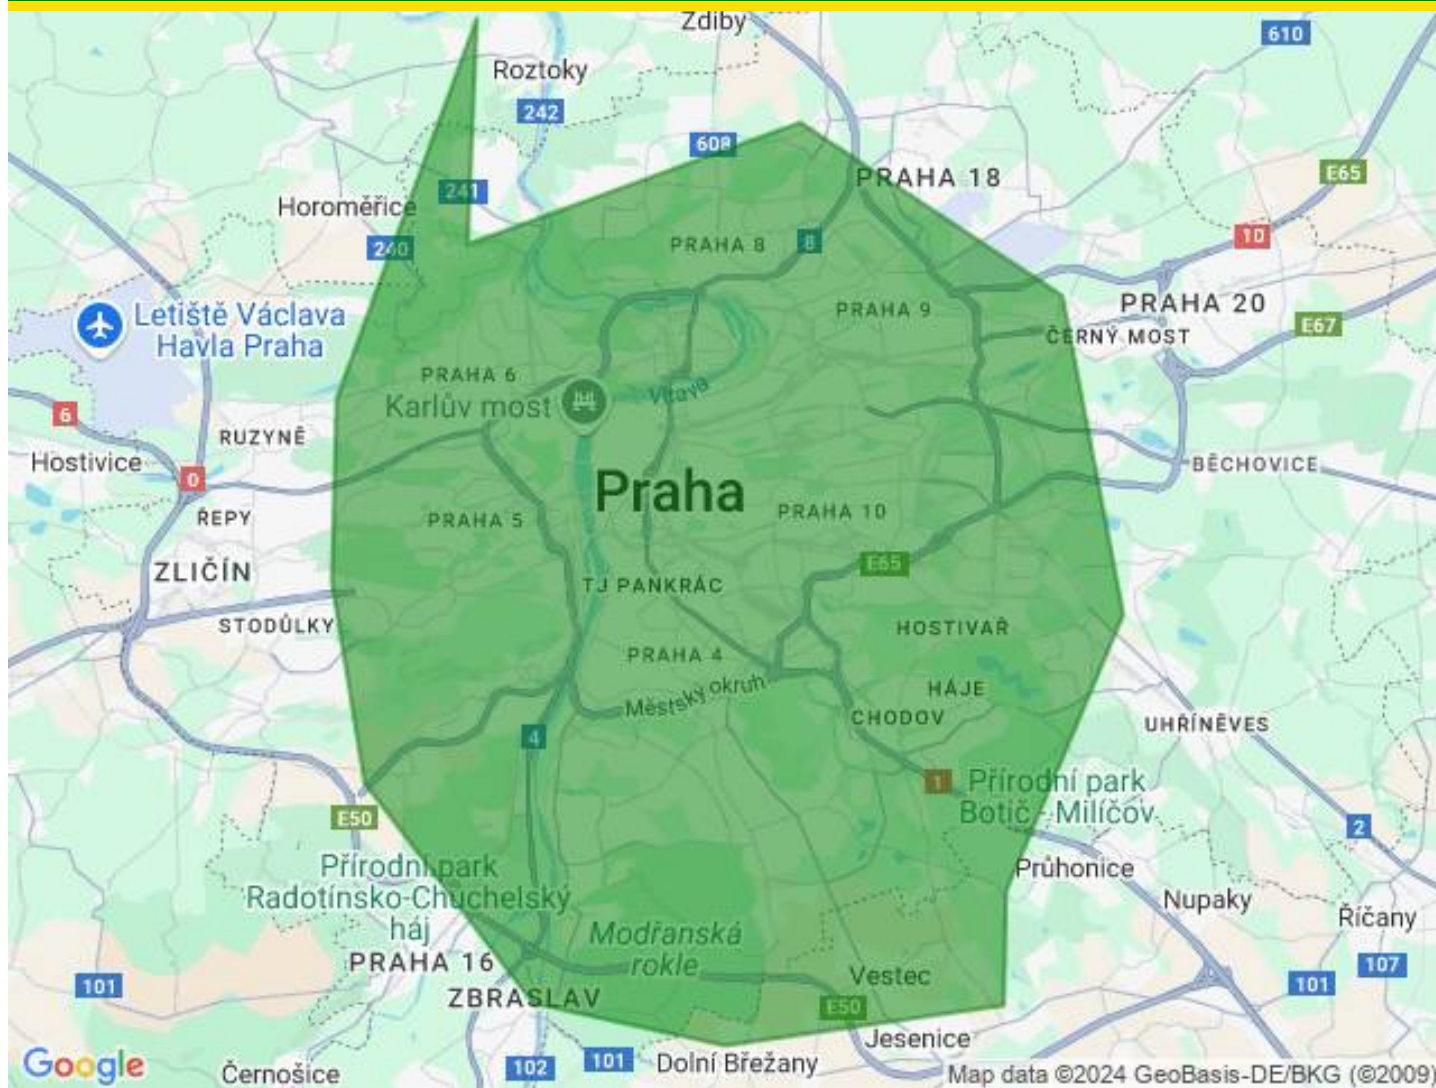 Zdiby
610
Roztoky
242
608
PRAHA 18
E65
241
Horoměřice
10
240
PRAHA 8
8
Letiště Václava
Havla Praha
PRAHA 9
PRAHA 20
E67
ČERNÝ MOST
PRAHA 6
Karlův most
Vltava
6
RUZYNĚ
Hostivice
0
Praha
BĚCHOVICE
ŘEPY
PRAHA 5
PRAHA 10
ZLIČÍN
E65
TJ PANKRÁC
STODŮLKY
HOSTIVAŘ
PRAHA 4
Městský okruh
HÁJE
CHODOV
UHŘÍNĚVES
4
1
Přírodní park
Botič - Milíčov
E50
2
Přírodní park
Radotínsko-Chuchelský
háj
Průhonice
Nupaky
Říčany
Modřanská
rokle
PRAHA 16
Vestec
107
101
101
ZBRASLAV
E50
Jesenice
Google
Černošice
102
101
Dolní Břežany
Map data ©2024 GeoBasis-DE/BKG (©2009)